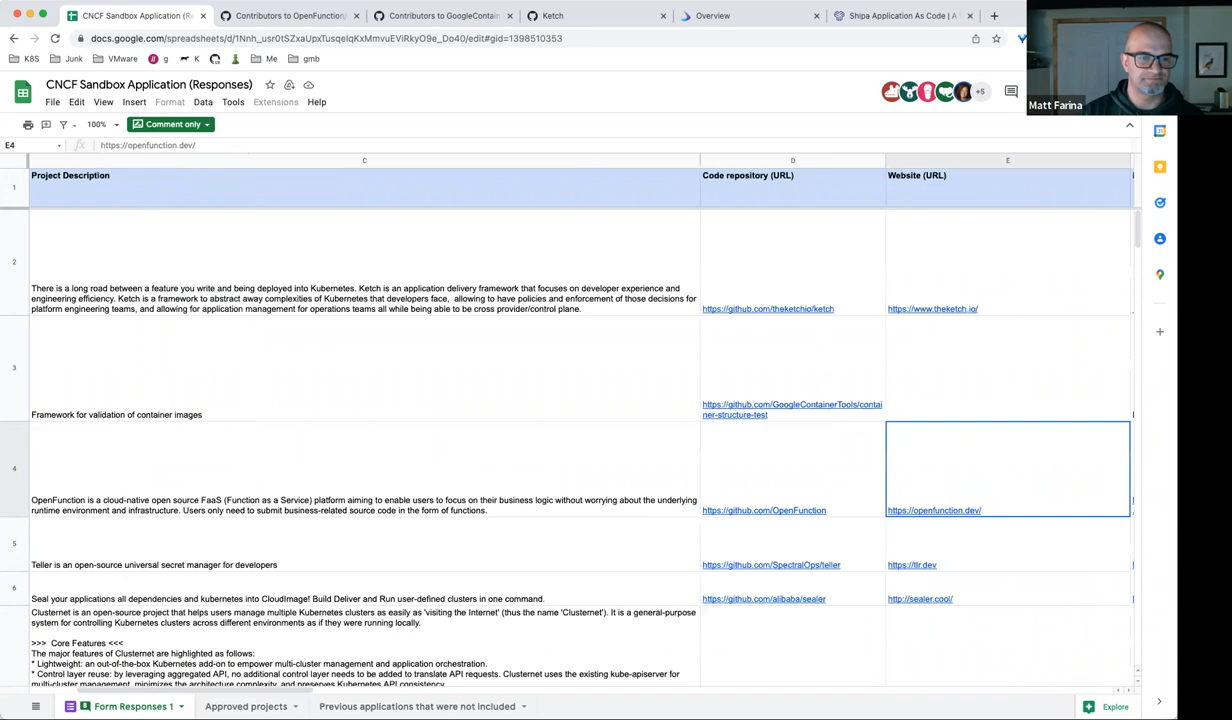 CNCF Sandbox Application (Re
Contributors to OpenFunction/
Contributors to GoogleContain
Ketch
Overview
Shipa Application As Code | A
docs.google.com/spreadsheets/d/1Nnh_usr0tSZxaUpxTusqeIqKxMmvuEViRkyO9e_Do40/edit#gid=1398510353
K8S
Junk
VMware
g
K
Me
gmb
Matt Farina
CNCF Sandbox Application (Responses)
File Edit View Insert Format Data Tools Extensions Help
+5
100%
Comment only
E4
fx
https://openfunction.dev/
C
D
E
1
Project Description
Code repository (URL)
Website (URL)
2
There is a long road between a feature you write and being deployed into Kubernetes. Ketch is an application delivery framework that focuses on developer experience and
engineering efficiency. Ketch is a framework to abstract away complexities of Kubernetes that developers face, allowing to have policies and enforcement of those decisions for
platform engineering teams, and allowing for application management for operations teams all while being able to be cross provider/control plane.
https://github.com/theketchio/ketch
https://www.theketch.io/
3
Framework for validation of container images
https://github.com/GoogleContainerTools/contai
ner-structure-test
4
OpenFunction is a cloud-native open source FaaS (Function as a Service) platform aiming to enable users to focus on their business logic without worrying about the underlying
runtime environment and infrastructure. Users only need to submit business-related source code in the form of functions.
https://github.com/OpenFunction
https://openfunction.dev/
5
Teller is an open-source universal secret manager for developers
https://github.com/SpectralOps/teller
https://tlr.dev
6
Seal your applications all dependencies and kubernetes into CloudImage! Build Deliver and Run user-defined clusters in one command.
https://github.com/alibaba/sealer
http://sealer.cool/
Clusternet is an open-source project that helps users manage multiple Kubernetes clusters as easily as 'visiting the Internet' (thus the name 'Clusternet'). It is a general-purpose
system for controlling Kubernetes clusters across different environments as if they were running locally.
>>> Core Features <<<
The major features of Clusternet are highlighted as follows:
* Lightweight: an out-of-the-box Kubernetes add-on to empower multi-cluster management and application orchestration.
* Control layer reuse: by leveraging aggregated API, no additional control layer needs to be added to translate API requests. Clusternet uses the existing kube-apiserver for
multi-cluster management, minimizes the architecture complexity, and preserves Kubernetes API consistency.
8
Form Responses 1
Approved projects
Previous applications that were not included
Explore